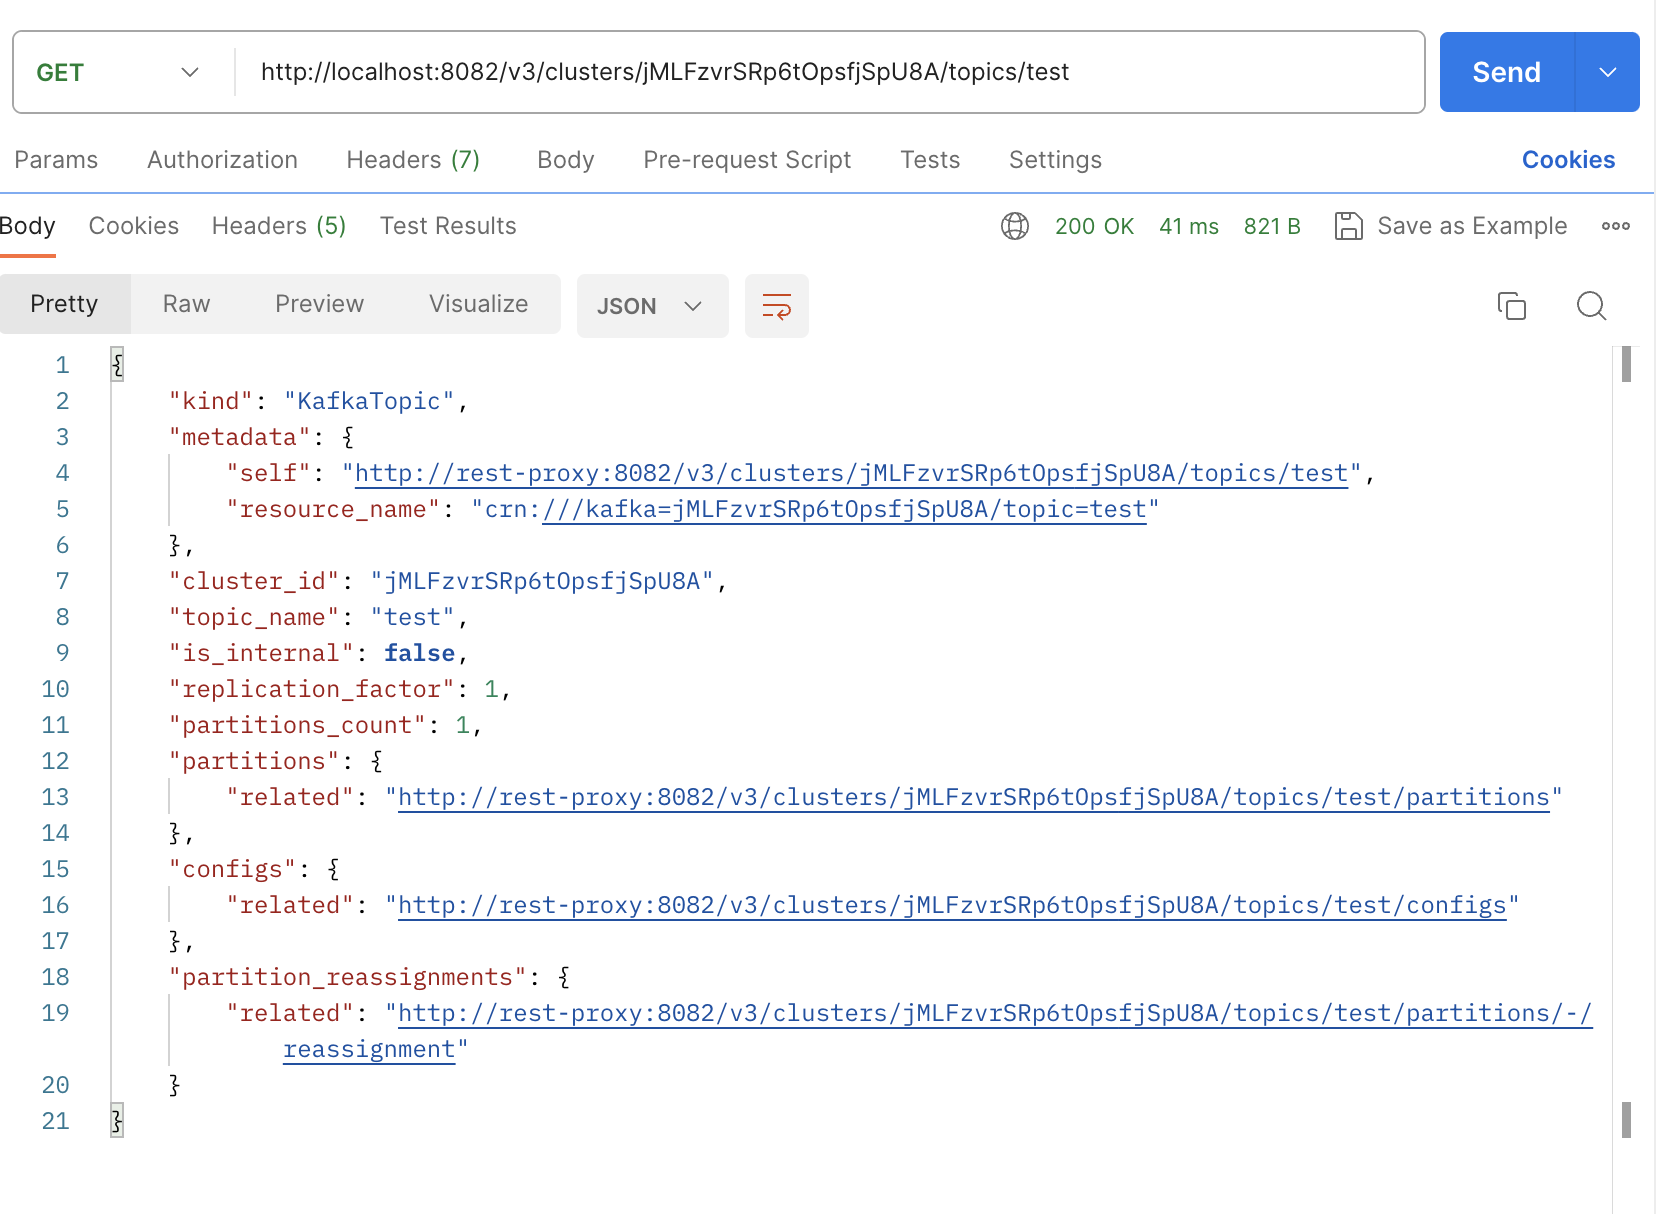 GET http://localhost:8082/v3/clusters/jMLFzvrSRp6tOpsfjSpU8A/topics/test Send
Params Authorization Headers (7) Body Pre-request Script Tests Settings Cookies
Body Cookies Headers (5) Test Results 200 OK 41 ms 821 B Save as Example
Pretty Raw Preview Visualize JSON
1 {
2 "kind": "KafkaTopic",
3 "metadata": {
4 "self": "http://rest-proxy:8082/v3/clusters/jMLFzvrSRp6tOpsfjSpU8A/topics/test",
5 "resource_name": "crn:///kafka=jMLFzvrSRp6tOpsfjSpU8A/topic=test"
6 },
7 "cluster_id": "jMLFzvrSRp6tOpsfjSpU8A",
8 "topic_name": "test",
9 "is_internal": false,
10 "replication_factor": 1,
11 "partitions_count": 1,
12 "partitions": {
13 "related": "http://rest-proxy:8082/v3/clusters/jMLFzvrSRp6tOpsfjSpU8A/topics/test/partitions"
14 },
15 "configs": {
16 "related": "http://rest-proxy:8082/v3/clusters/jMLFzvrSRp6tOpsfjSpU8A/topics/test/configs"
17 },
18 "partition_reassignments": {
19 "related": "http://rest-proxy:8082/v3/clusters/jMLFzvrSRp6tOpsfjSpU8A/topics/test/partitions/-/
reassignment"
20 }
21 }